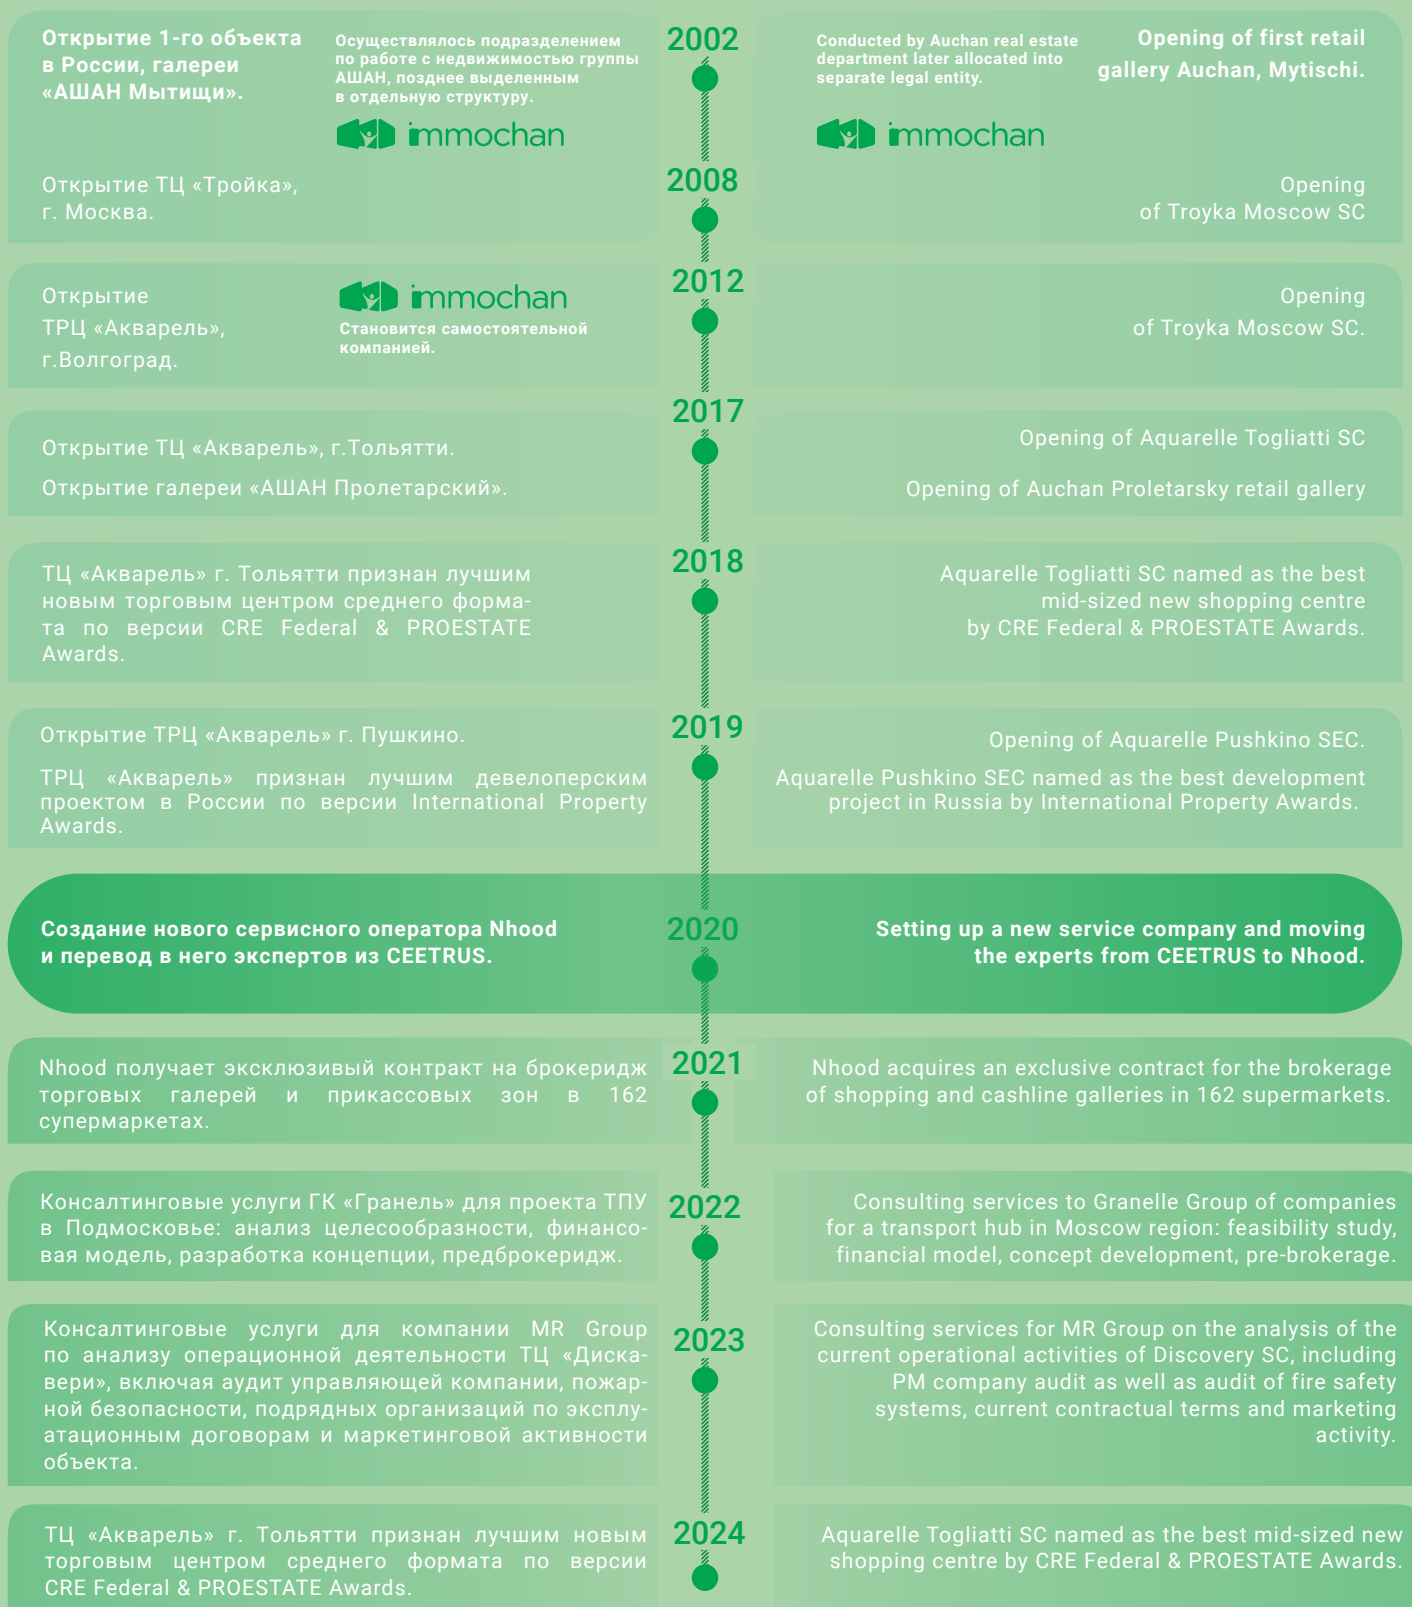 Открытие 1-го объекта
в России, галереи
«АШАН Мытищи».
Осуществлялось подразделением
по работе с недвижимостью группы
АШАН, позднее выделенным
в отдельную структуру.
immochan
2002
Conducted by Auchan real estate
department later allocated into
separate legal entity.
immochan
Opening of first retail
gallery Auchan, Mytischi.
Открытие ТЦ «Тройка»,
г. Москва.
2008
Opening
of Troyka Moscow SC
Открытие
ТРЦ «Акварель»,
г.Волгоград.
immochan
Становится самостоятельной
компанией.
2012
Opening
of Troyka Moscow SC.
Открытие ТЦ «Акварель», г.Тольятти.
Открытие галереи «АШАН Пролетарский».
2017
Opening of Aquarelle Togliatti SC
Opening of Auchan Proletarsky retail gallery
ТЦ «Акварель» г. Тольятти признан лучшим
новым торговым центром среднего форма-
та по версии CRE Federal & PROESTATE
Awards.
2018
Aquarelle Togliatti SC named as the best
mid-sized new shopping centre
by CRE Federal & PROESTATE Awards.
Открытие ТРЦ «Акварель» г. Пушкино.
ТРЦ «Акварель» признан лучшим девелоперским
проектом в России по версии International Property
Awards.
2019
Opening of Aquarelle Pushkino SEC.
Aquarelle Pushkino SEC named as the best development
project in Russia by International Property Awards.
Создание нового сервисного оператора Nhood
и перевод в него экспертов из CEETRUS.
2020
Setting up a new service company and moving
the experts from CEETRUS to Nhood.
Nhood получает эксклюзивый контракт на брокеридж
торговых галерей и прикассовых зон в 162
супермаркетах.
2021
Nhood acquires an exclusive contract for the brokerage
of shopping and cashline galleries in 162 supermarkets.
Консалтинговые услуги ГК «Гранель» для проекта ТПУ
в Подмосковье: анализ целесообразности, финансо-
вая модель, разработка концепции, предброкеридж.
2022
Consulting services to Granelle Group of companies
for a transport hub in Moscow region: feasibility study,
financial model, concept development, pre-brokerage.
Консалтинговые услуги для компании MR Group
по анализу операционной деятельности ТЦ «Диска-
вери», включая аудит управляющей компании, пожар-
ной безопасности, подрядных организаций по эксплу-
атационным договорам и маркетинговой активности
объекта.
2023
Consulting services for MR Group on the analysis of the
current operational activities of Discovery SC, including
PM company audit as well as audit of fire safety
systems, current contractual terms and marketing
activity.
ТЦ «Акварель» г. Тольятти признан лучшим новым
торговым центром среднего формата по версии
CRE Federal & PROESTATE Awards.
2024
Aquarelle Togliatti SC named as the best mid-sized new
shopping centre by CRE Federal & PROESTATE Awards.